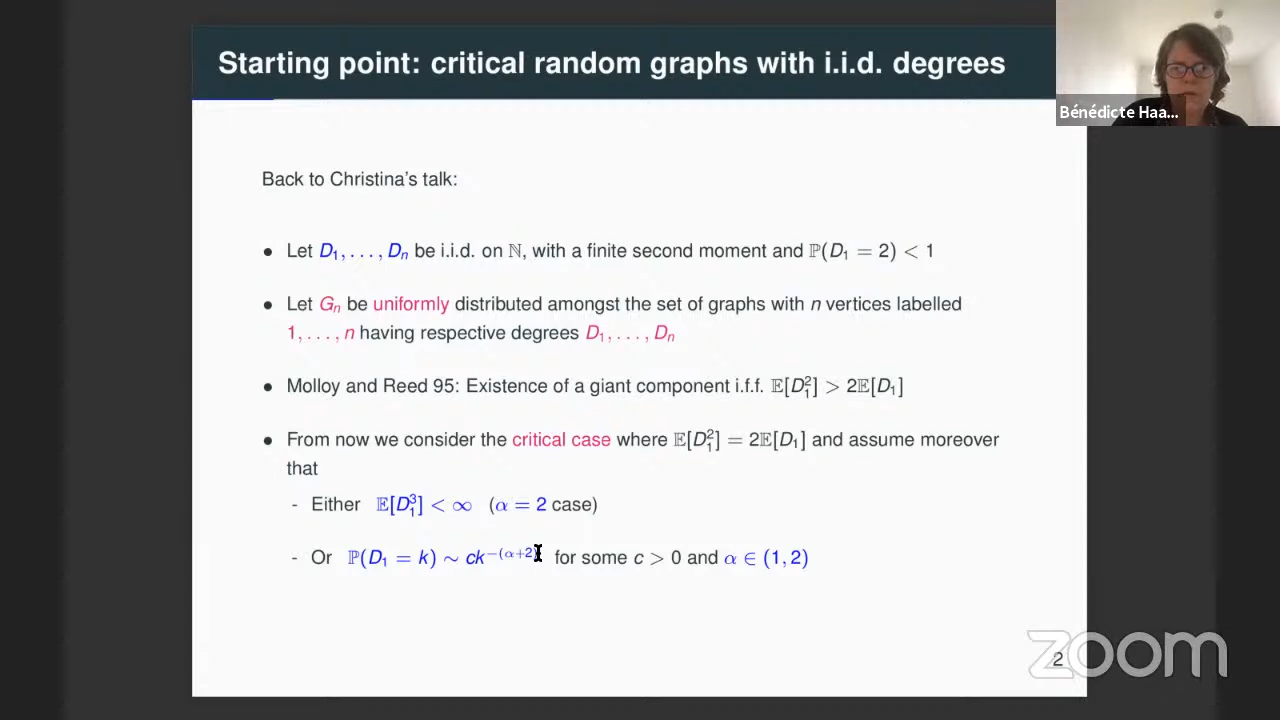 Starting point: critical random graphs with i.i.d. degrees
Bénédicte Haa...
Back to Christina's talk:
• Let D₁, . . . , Dₙ be i.i.d. on ℕ, with a finite second moment and ℙ(D₁ = 2) < 1
• Let Gₙ be uniformly distributed amongst the set of graphs with n vertices labelled
1, . . . , n having respective degrees D₁, . . . , Dₙ
• Molloy and Reed 95: Existence of a giant component i.f.f. 𝔼[D₁²] > 2𝔼[D₁]
• From now we consider the critical case where 𝔼[D₁²] = 2𝔼[D₁] and assume moreover
that
- Either 𝔼[D₁³] < ∞ (α = 2 case)
- Or ℙ(D₁ = k) ∼ ck^{-(α+2)} for some c > 0 and α ∈ (1, 2)
2
zoom